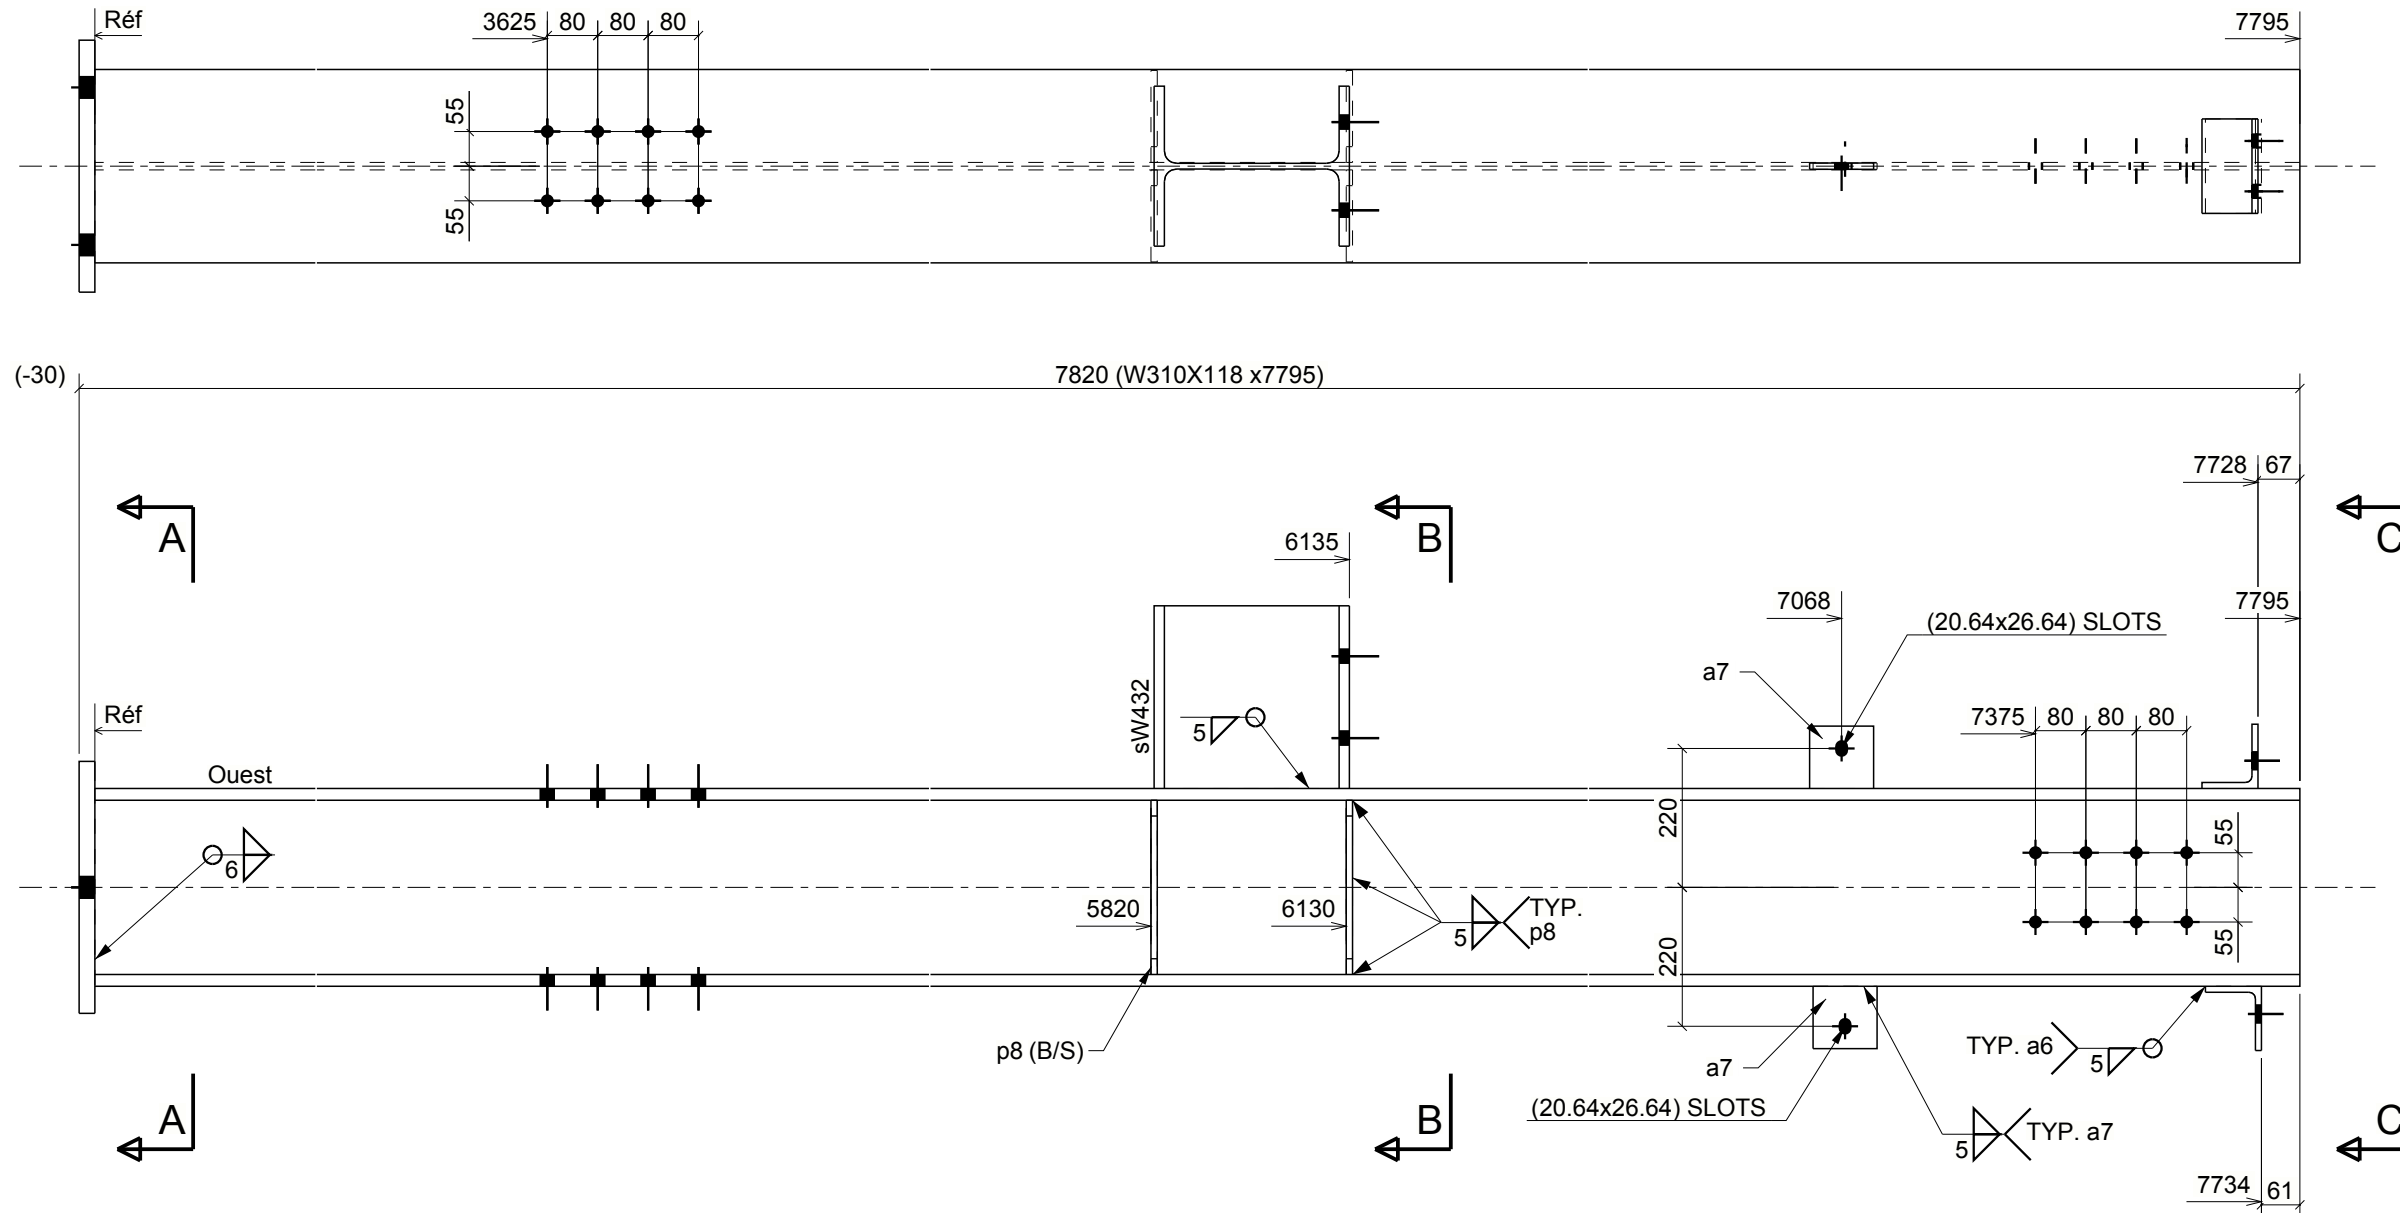 Réf
3625 80 80 80
7795
55
55
(-30)
7820 (W310X118 x7795)
7728 67
A
B
C
6135
7068
7795
(20.64x26.64) SLOTS
a7
sW432
Réf
5
7375 80 80 80
Ouest
220
55
6
5820
6130
5
TYP.
p8
220
55
p8 (B/S)
a7
TYP. a6
5
(20.64x26.64) SLOTS
A
B
C
5
TYP. a7
7734 61